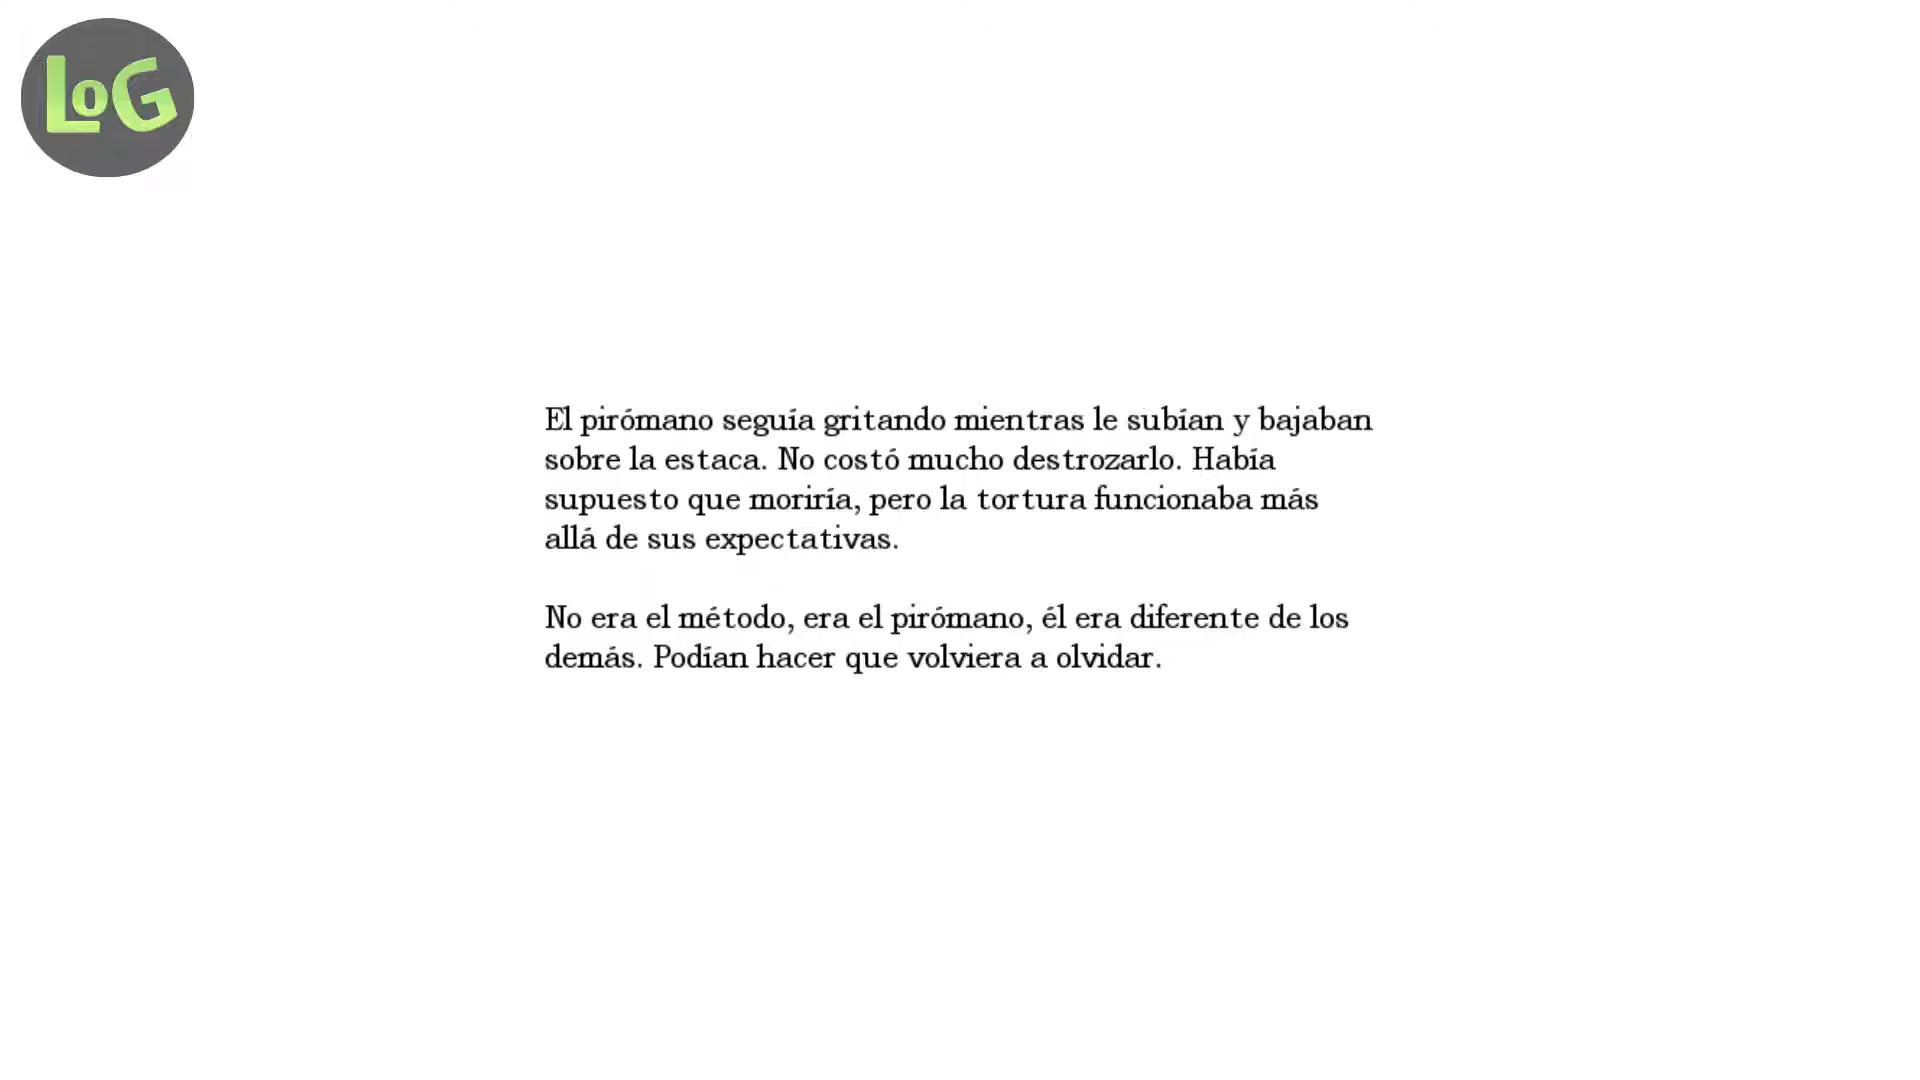 LoG
El pirómano seguía gritando mientras le subían y bajaban
sobre la estaca. No costó mucho destrozarlo. Había
supuesto que moriría, pero la tortura funcionaba más
allá de sus expectativas.
No era el método, era el pirómano, él era diferente de los
demás. Podían hacer que volviera a olvidar.